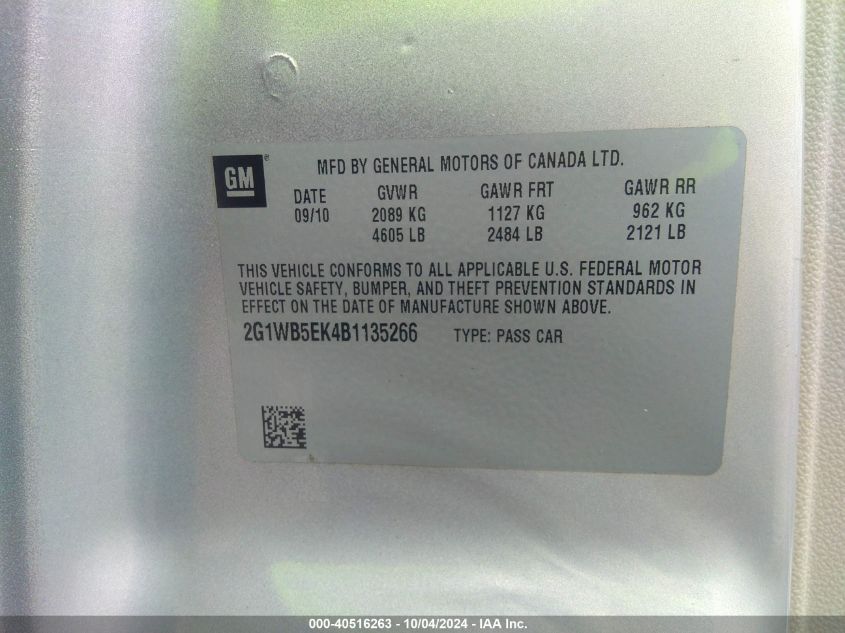 GM®
MFD BY GENERAL MOTORS OF CANADA LTD.
DATE GVWR GAWR FRT GAWR RR
09/10 2089 KG 1127 KG 962 KG
4605 LB 2484 LB 2121 LB
THIS VEHICLE CONFORMS TO ALL APPLICABLE U.S. FEDERAL MOTOR
VEHICLE SAFETY, BUMPER, AND THEFT PREVENTION STANDARDS IN
EFFECT ON THE DATE OF MANUFACTURE SHOWN ABOVE.
2G1WB5EK4B1135266 TYPE: PASS CAR
000-40516263 - 10/04/2024 - IAA Inc.